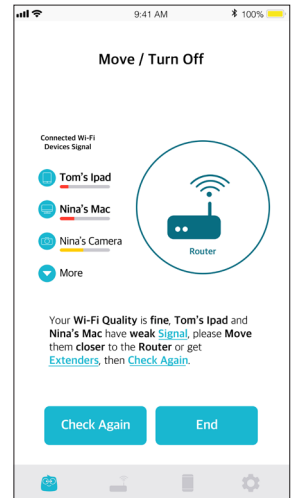 9:41 AM 100%
Move / Turn Off
Connected Wi-Fi
Devices Signal
Tom's Ipad
Nina's Mac
Nina's Camera
More
Router
Your Wi-Fi Quality is fine, Tom's Ipad and
Nina's Mac have weak Signal, please Move
them closer to the Router or get
Extenders, then Check Again.
Check Again End